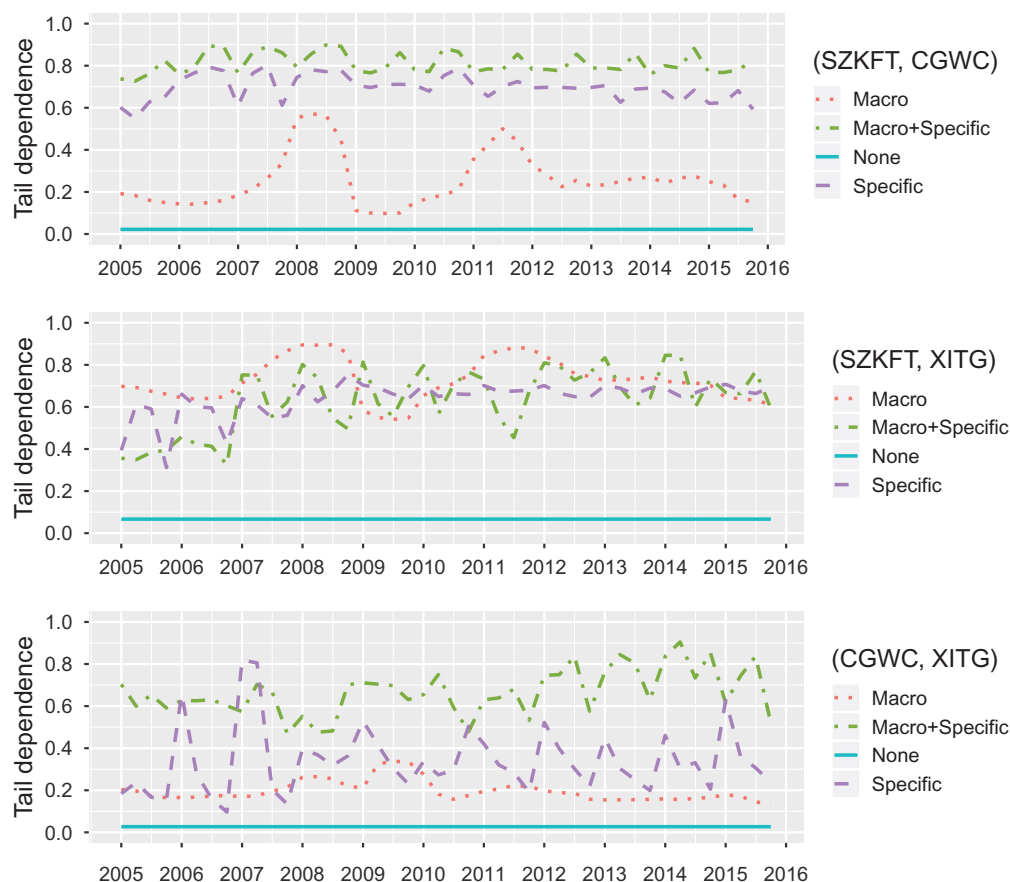 Tail dependence
1.0
0.8
0.6
0.4
0.2
0.0
2005 2006 2007 2008 2009 2010 2011 2012 2013 2014 2015 2016
(SZKFT, CGWC)
Macro
Macro+Specific
None
Specific
Tail dependence
1.0
0.8
0.6
0.4
0.2
0.0
2005 2006 2007 2008 2009 2010 2011 2012 2013 2014 2015 2016
(SZKFT, XITG)
Macro
Macro+Specific
None
Specific
Tail dependence
1.0
0.8
0.6
0.4
0.2
0.0
2005 2006 2007 2008 2009 2010 2011 2012 2013 2014 2015 2016
(CGWC, XITG)
Macro
Macro+Specific
None
Specific